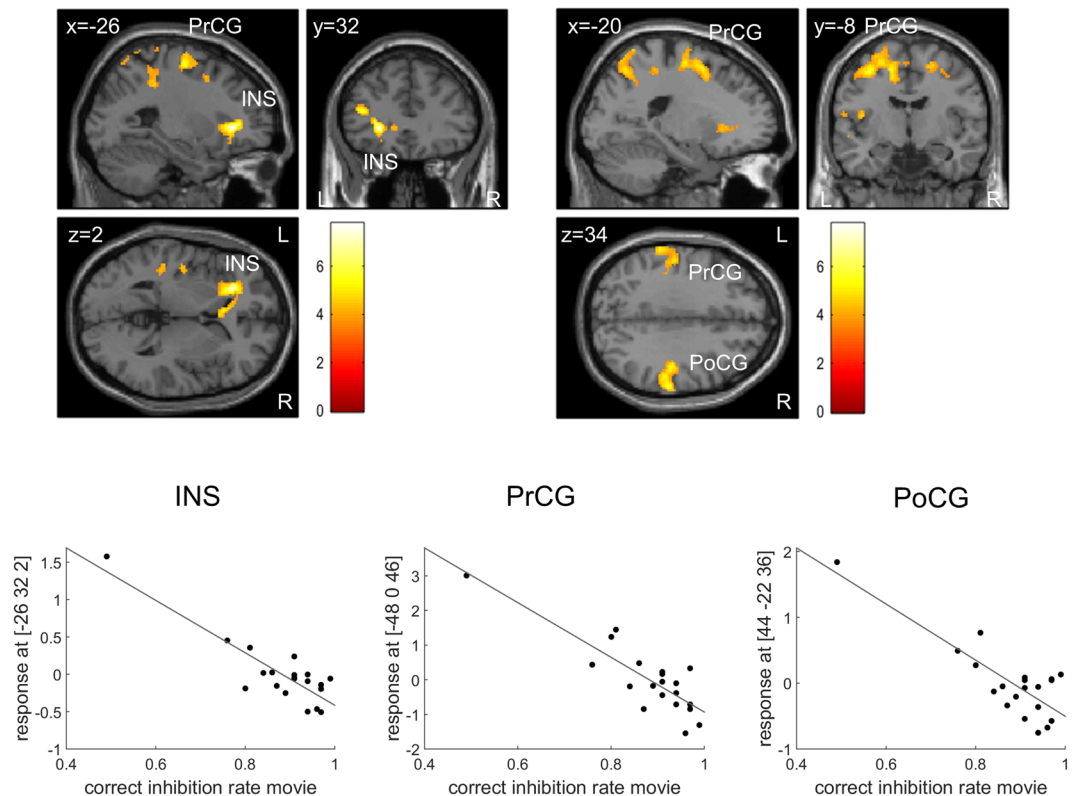 x=-26
PrCG
INS
y=32
INS
L
R
z=2
L
INS
R
6
4
2
0
x=-20
PrCG
y=-8
PrCG
L
R
z=34
L
PrCG
PoCG
R
6
4
2
0
INS
response at [-26 32 2]
1.5
1
0.5
0
-0.5
-1
0.4
0.6
0.8
1
correct inhibition rate movie
PrCG
response at [-48 0 46]
3
2
1
0
-1
-2
0.4
0.6
0.8
1
correct inhibition rate movie
PoCG
response at [44 -22 36]
2
1
0
-1
0.4
0.6
0.8
1
correct inhibition rate movie